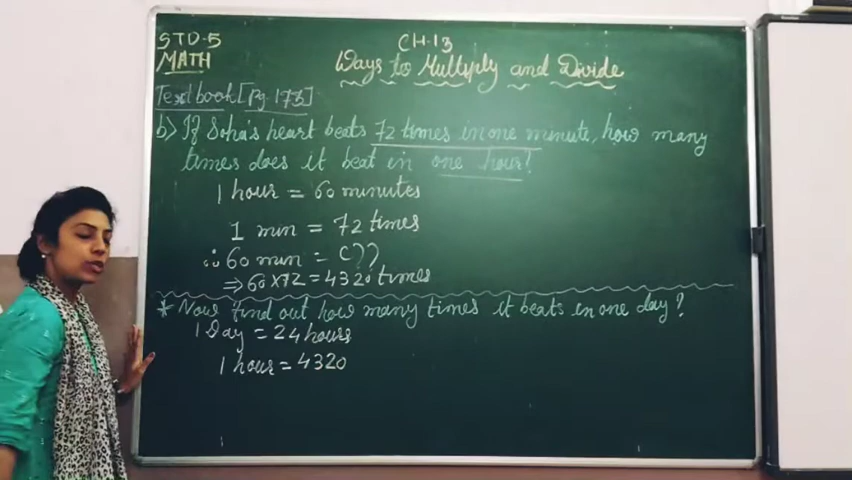 STD-5
MATH
CH-13
Ways to Multiply and Divide
Textbook [Pg. 173]
b) If Soha's heart beats 72 times in one minute, how many
times does it beat in one hour?
1 hour = 60 minutes
1 min = 72 times
∴ 60 min = (??
⇒ 60 × 72 = 4320 times
* Now find out how many times it beats in one day?
1 Day = 24 hours
1 hour = 4320